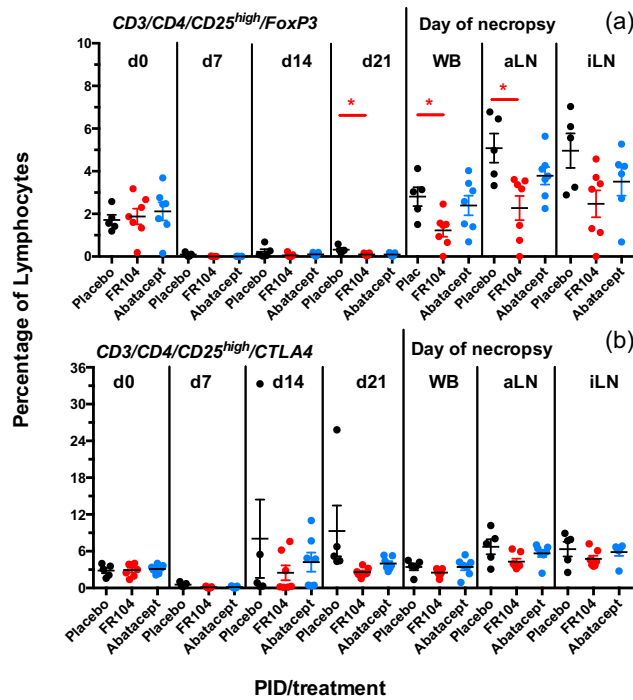 CD3/CD4/CD25high/FoxP3 Day of necropsy (a)
d0 d7 d14 d21 WB aLN iLN
10
8
6
4
2
0
* * *
Placebo FR104 Abatacept Placebo FR104 Abatacept Placebo FR104 Abatacept Placebo FR104 Abatacept Plac FR104 Abatacept Placebo FR104 Abatacept Placebo FR104 Abatacept
Percentage of Lymphocytes
CD3/CD4/CD25high/CTLA4 Day of necropsy (b)
d0 d7 d14 d21 WB aLN iLN
36
30
24
18
12
6
0
Placebo FR104 Abatacept Placebo FR104 Abatacept Placebo FR104 Abatacept Placebo FR104 Abatacept Placebo FR104 Abatacept Placebo FR104 Abatacept Placebo FR104 Abatacept
PID/treatment